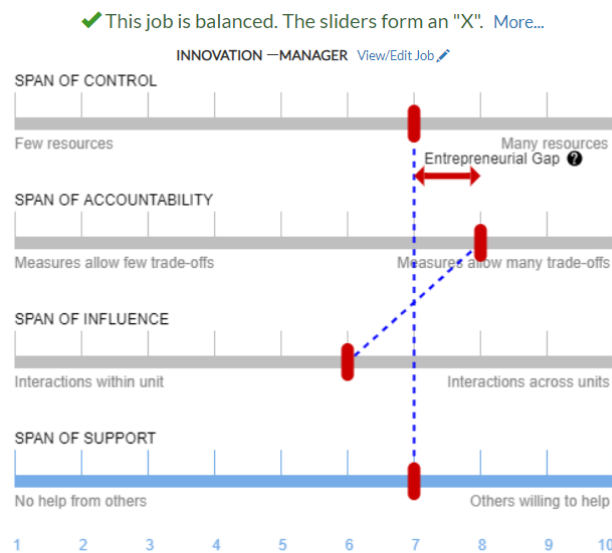 ✔ This job is balanced. The sliders form an "X". More...
INNOVATION —MANAGER View/Edit Job
SPAN OF CONTROL
Few resources Many resources
Entrepreneurial Gap ?
SPAN OF ACCOUNTABILITY
Measures allow few trade-offs Measures allow many trade-offs
SPAN OF INFLUENCE
Interactions within unit Interactions across units
SPAN OF SUPPORT
No help from others Others willing to help
1 2 3 4 5 6 7 8 9 10